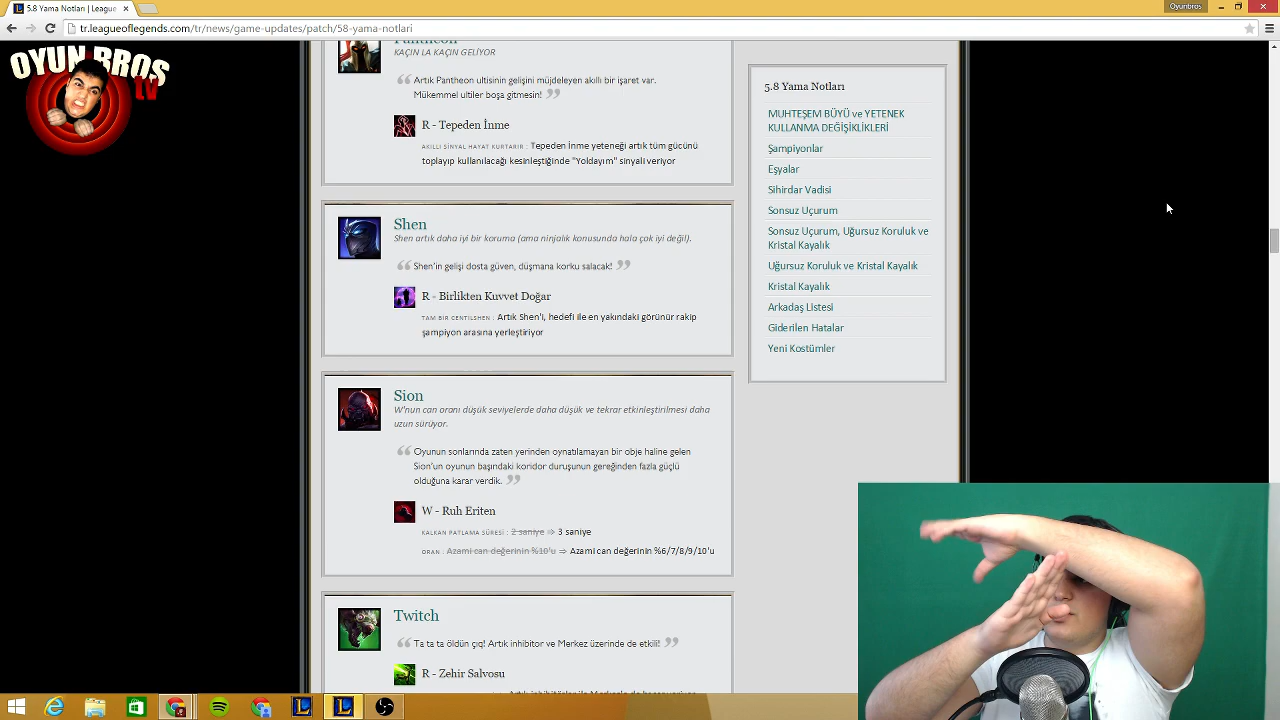 5.8 Yama Notları | League
Oyunbros
tr.leagueoflegends.com/tr/news/game-updates/patch/58-yama-notlari
OYUN BROS
TV
Pantheon
KAÇIN LA KAÇIN GELİYOR
Artık Pantheon ultisinin gelişini müjdeleyen akıllı bir işaret var.
Mükemmel ultiler boşa gitmesin!
R - Tepeden İnme
AKILLI SİNYAL HAYAT KURTARIR : Tepeden İnme yeteneği artık tüm gücünü
toplayıp kullanılacağı kesinleştiğinde "Yoldayım" sinyali veriyor
Shen
Shen artık daha iyi bir koruma (ama ninjalık konusunda hala çok iyi değil).
Shen'in gelişi dosta güven, düşmana korku salacak!
R - Birlikten Kuvvet Doğar
TAM BİR CENTİLSHEN : Artık Shen'i, hedefi ile en yakındaki görünür rakip
şampiyon arasına yerleştiriyor
Sion
W'nun can oranı düşük seviyelerde daha düşük ve tekrar etkinleştirilmesi daha
uzun sürüyor.
Oyunun sonlarında zaten yerinden oynatılamayan bir obje haline gelen
Sion'un oyunun başındaki koridor duruşunun gereğinden fazla güçlü
olduğuna karar verdik.
W - Ruh Eriten
KALKAN PATLAMA SÜRESİ : 2 saniye ⇒ 3 saniye
ORAN : Azami can değerinin %10'u ⇒ Azami can değerinin %6/7/8/9/10'u
Twitch
Ta ta ta öldün çıq! Artık inhibitor ve Merkez üzerinde de etkili!
R - Zehir Salvosu
5.8 Yama Notları
MUHTEŞEM BÜYÜ ve YETENEK
KULLANMA DEĞİŞİKLİKLERİ
Şampiyonlar
Eşyalar
Sihirdar Vadisi
Sonsuz Uçurum
Sonsuz Uçurum, Uğursuz Koruluk ve
Kristal Kayalık
Uğursuz Koruluk ve Kristal Kayalık
Kristal Kayalık
Arkadaş Listesi
Giderilen Hatalar
Yeni Kostümler